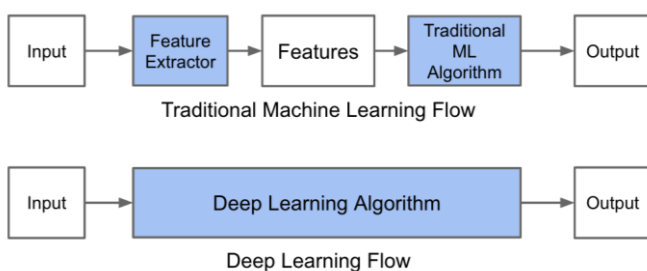 Input
Feature
Extractor
Features
Traditional
ML
Algorithm
Output
Traditional Machine Learning Flow
Input
Deep Learning Algorithm
Output
Deep Learning Flow